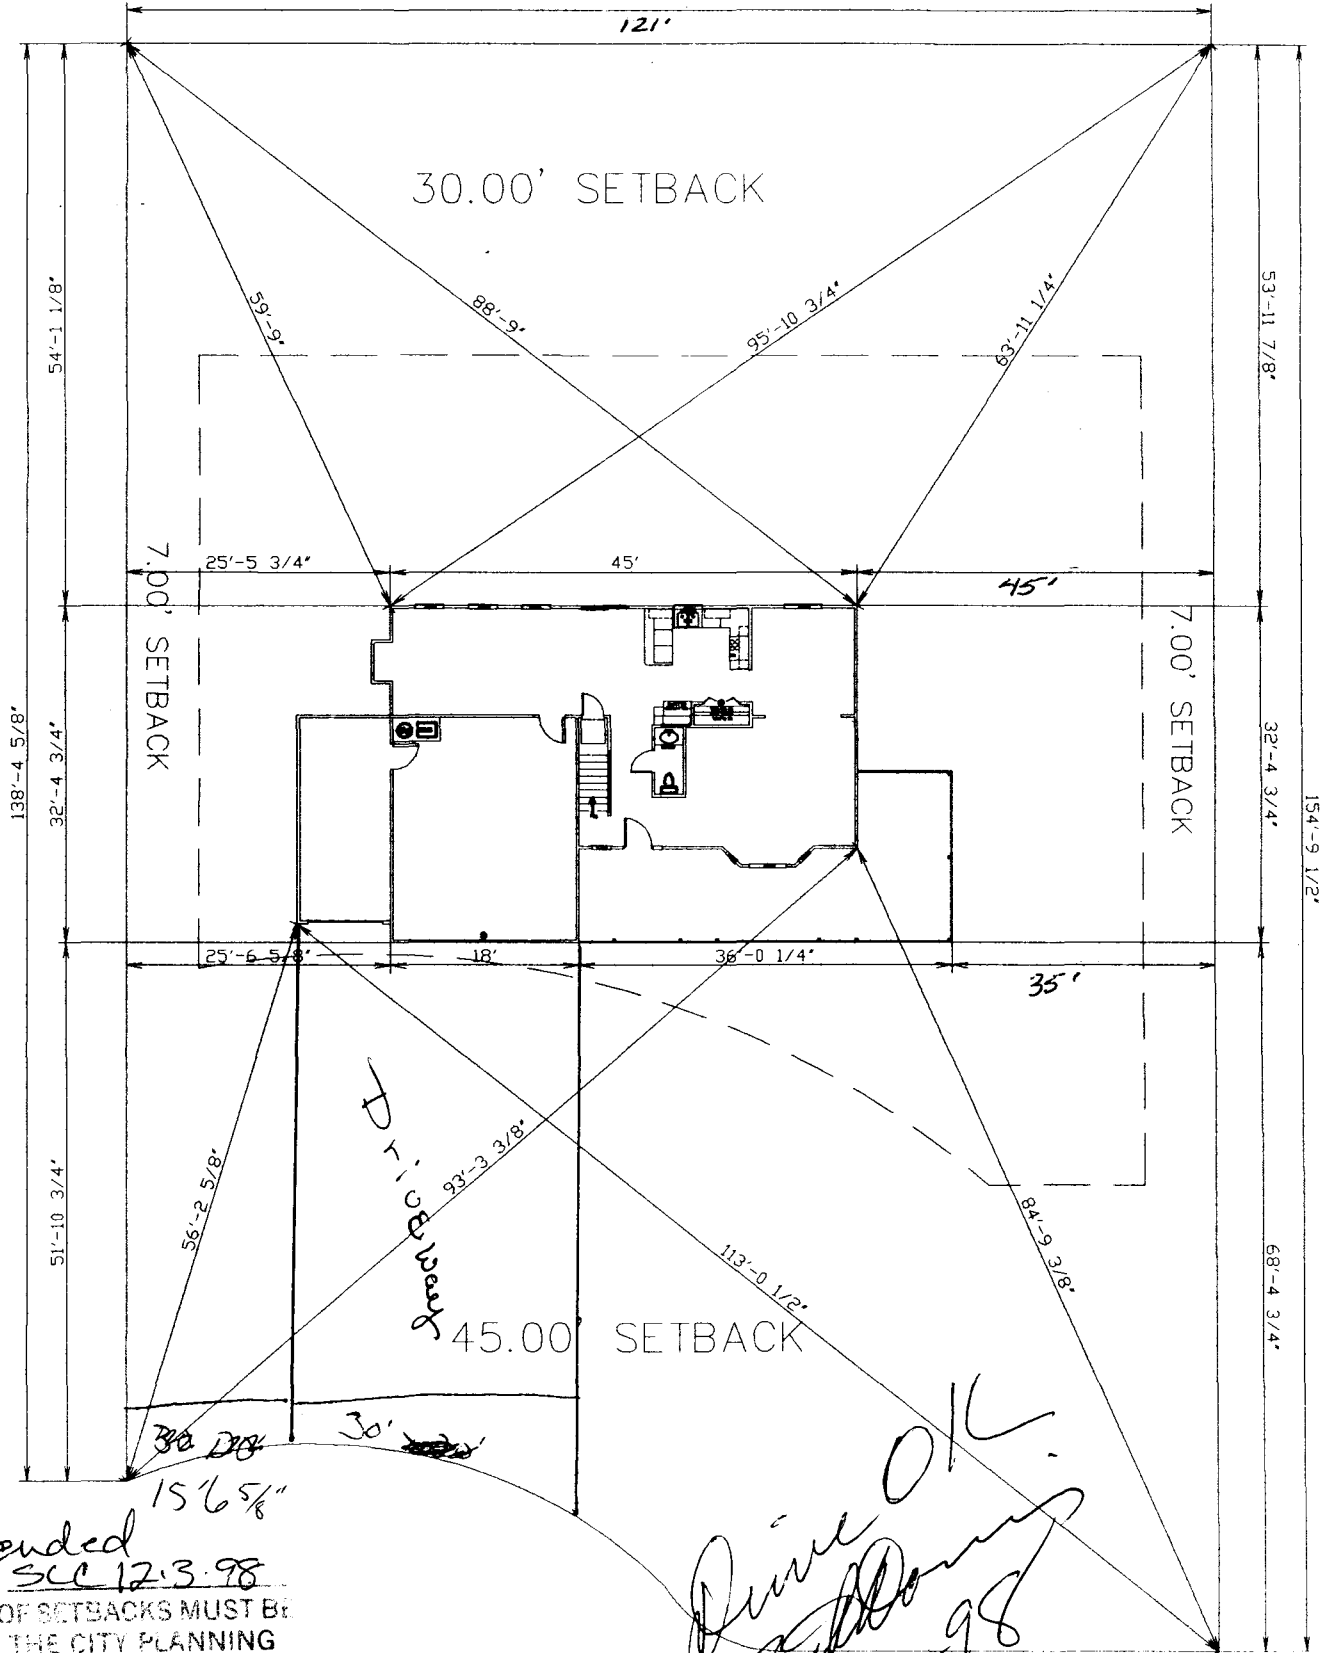 121'
30.00' SETBACK
54'-1 1/8"
59'-9"
88'-9"
95'-10 3/4"
63'-11 1/4"
53'-11 7/8"
7.00' SETBACK
25'-5 3/4"
45'
45'
7.00' SETBACK
138'-4 5/8"
32'-4 3/4"
32'-4 3/4"
154'-9 1/2"
25'-6 5/8"
18'
36'-0 1/4"
35'
Driveway
51'-10 3/4"
56'-2 5/8"
93'-3 3/8"
113'-0 1/2"
84'-9 3/8"
68'-4 3/4"
45.00 SETBACK
30'
15'6 5/8"
OK
98
ended
SLC 12.3.98
OF SETBACKS MUST BE
THE CITY PLANNING